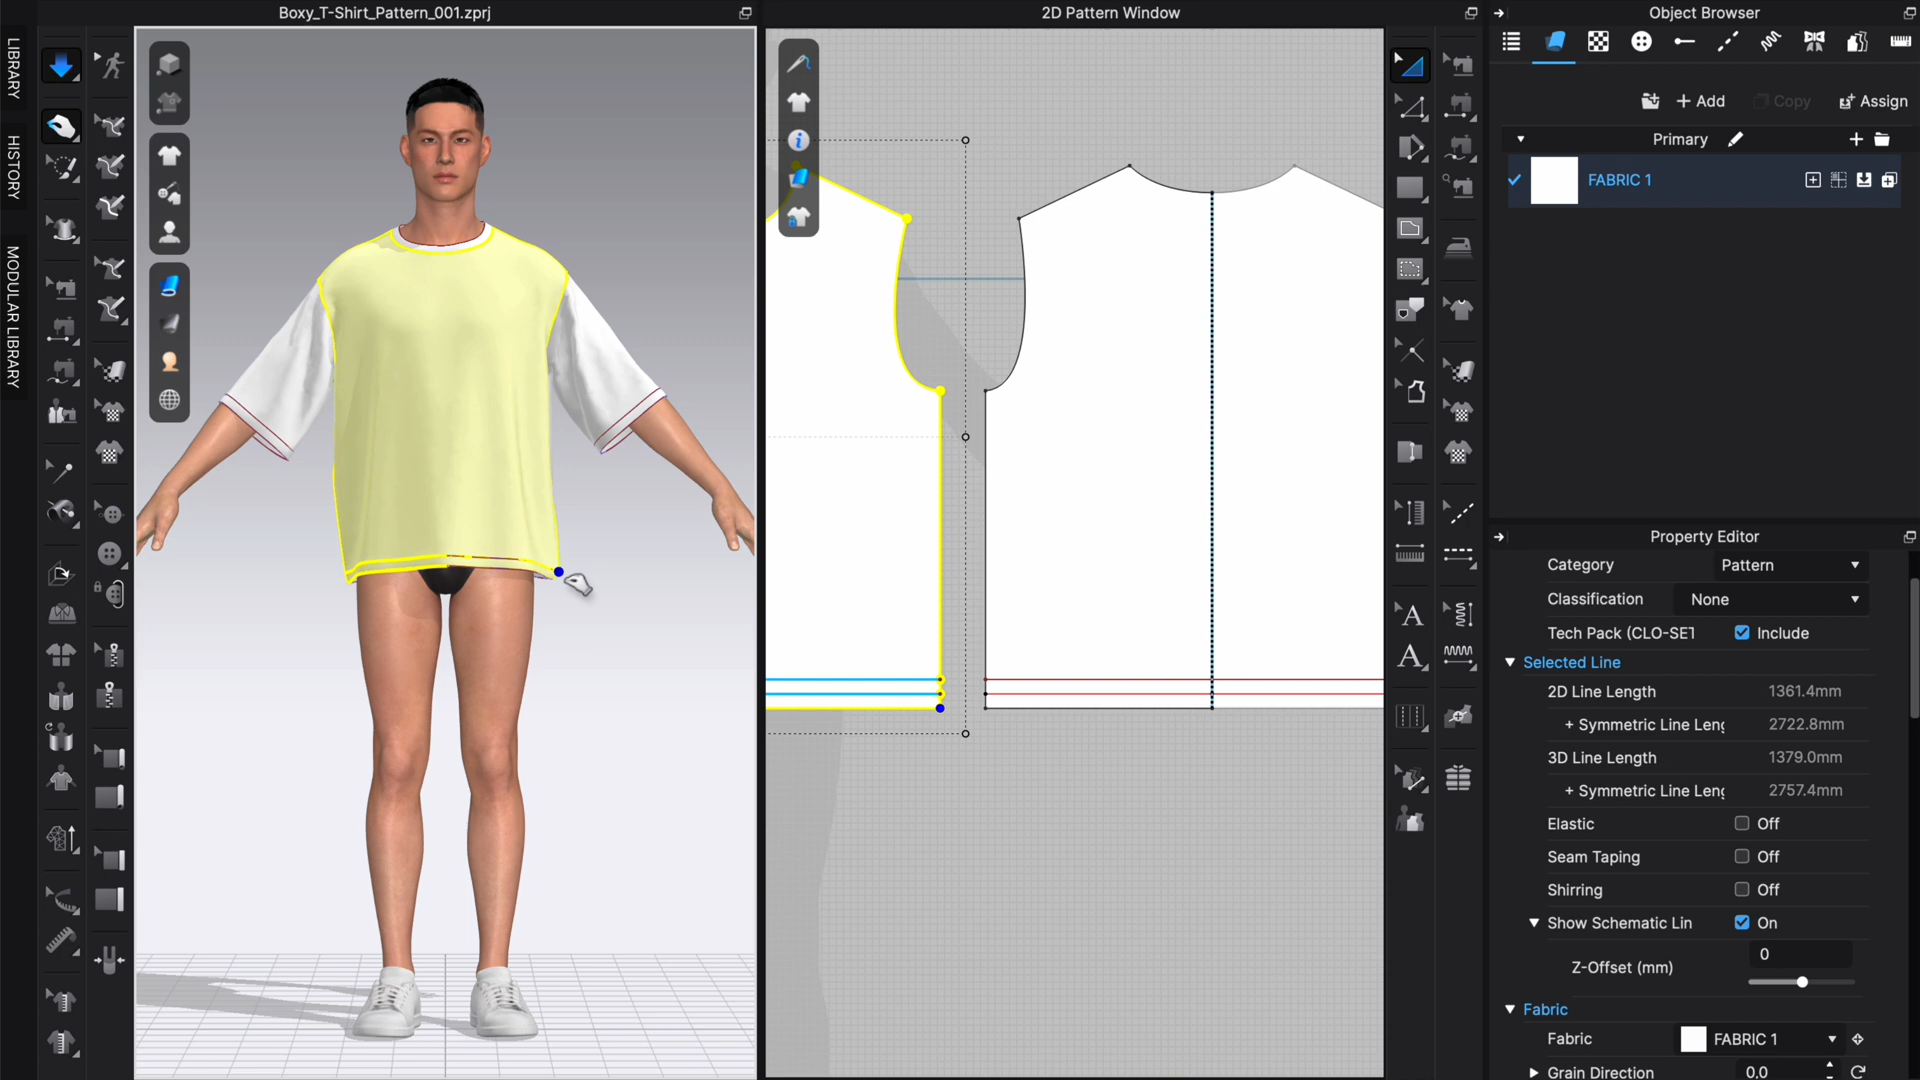 Boxy_T-Shirt_Pattern_001.zprj
2D Pattern Window
Object Browser
LIBRARY
HISTORY
MODULAR LIBRARY
+ Add
Copy
Assign
Primary
FABRIC 1
Property Editor
Category
Pattern
Classification
None
Tech Pack (CLO-SET
Include
Selected Line
2D Line Length
1361.4mm
+ Symmetric Line Leng
2722.8mm
3D Line Length
1379.0mm
+ Symmetric Line Leng
2757.4mm
Elastic
Off
Seam Taping
Off
Shirring
Off
Show Schematic Lin
On
Z-Offset (mm)
0
Fabric
Fabric
FABRIC 1
Grain Direction
0.0